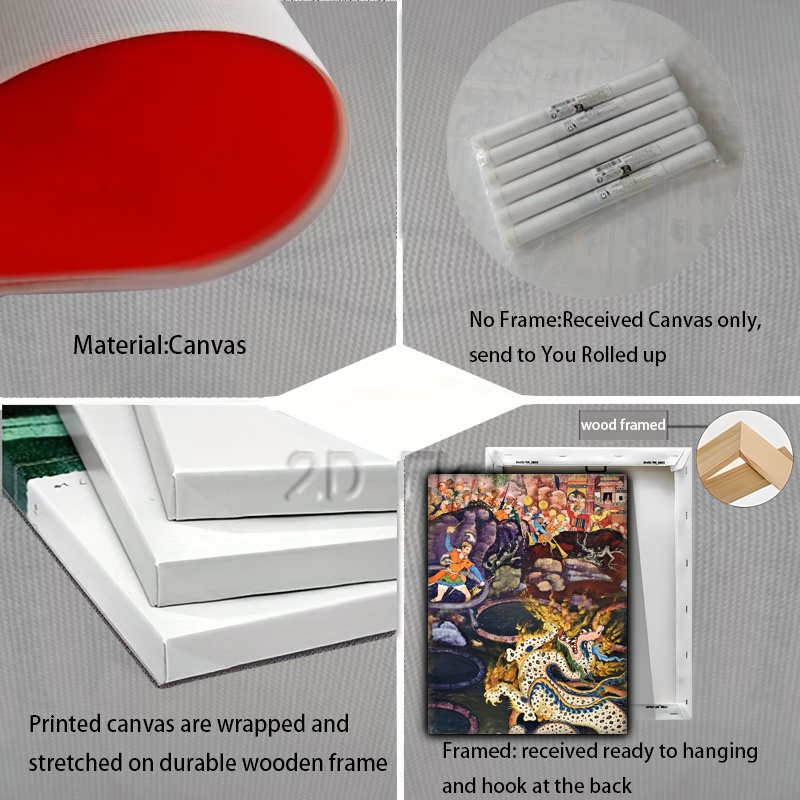 Material:Canvas
No Frame:Received Canvas only,
send to You Rolled up
wood framed
2D
Printed canvas are wrapped and
stretched on durable wooden frame
Framed: received ready to hanging
and hook at the back